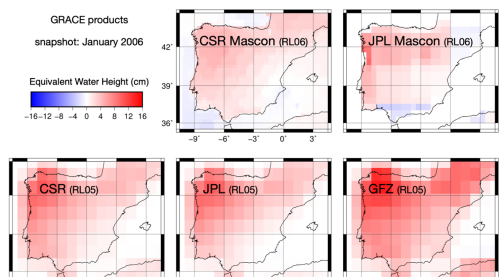 GRACE products
snapshot: January 2006
Equivalent Water Height (cm)
−16−12 −8 −4 0 4 8 12 16
CSR Mascon (RL06)
42˚
39˚
36˚
−9˚ −6˚ −3˚ 0˚ 3˚
JPL Mascon (RL06)
CSR (RL05)
JPL (RL05)
GFZ (RL05)